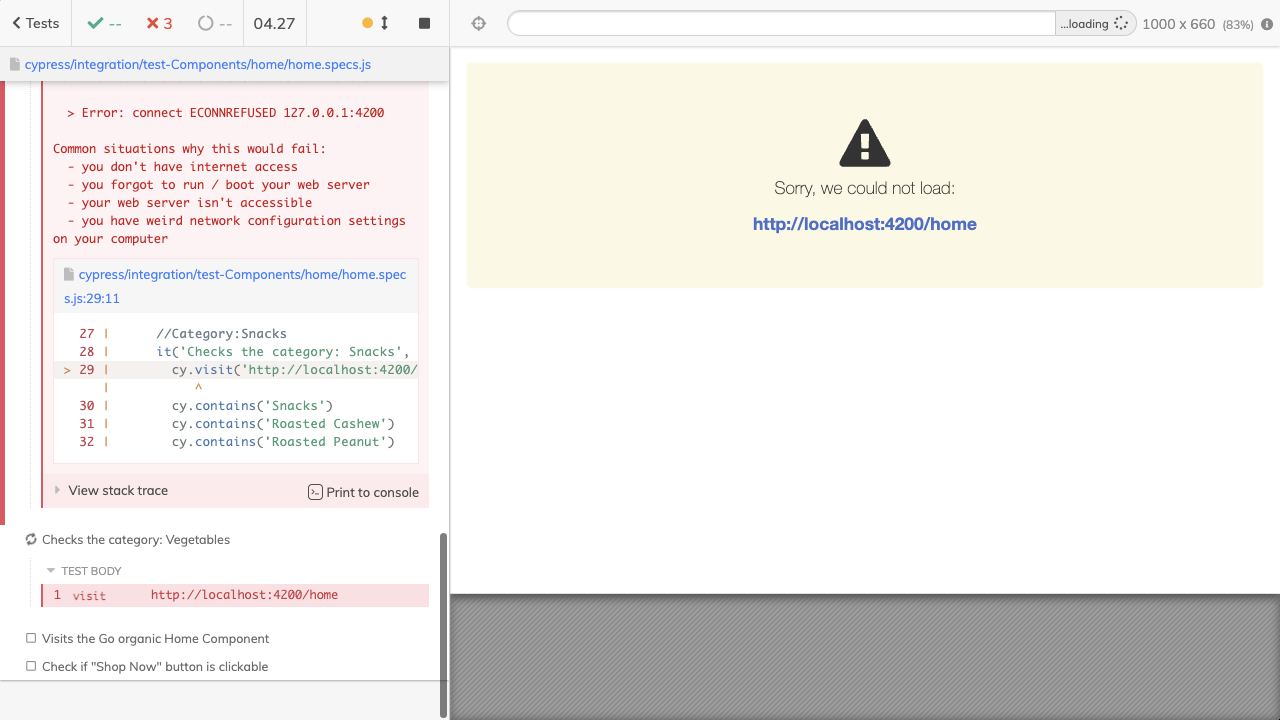 Tests
--
3
--
04.27
...loading
1000 x 660 (83%)
cypress/integration/test-Components/home/home.specs.js
> Error: connect ECONNREFUSED 127.0.0.1:4200
Common situations why this would fail:
- you don't have internet access
- you forgot to run / boot your web server
- your web server isn't accessible
- you have weird network configuration settings
on your computer
cypress/integration/test-Components/home/home.spec
s.js:29:11
27 | //Category:Snacks
28 | it('Checks the category: Snacks',
> 29 | cy.visit('http://localhost:4200/
| ^
30 | cy.contains('Snacks')
31 | cy.contains('Roasted Cashew')
32 | cy.contains('Roasted Peanut')
View stack trace
Print to console
Checks the category: Vegetables
TEST BODY
1 visit http://localhost:4200/home
Visits the Go organic Home Component
Check if "Shop Now" button is clickable
Sorry, we could not load:
http://localhost:4200/home